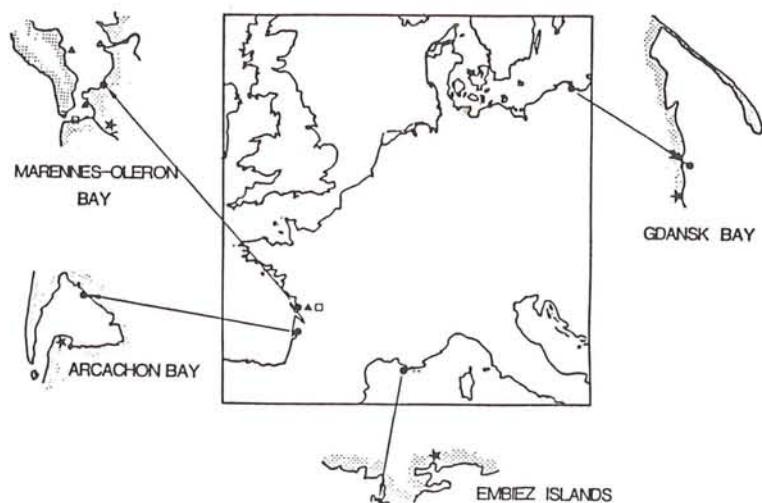 MARENNES-OLERON
BAY
GDANSK BAY
ARCACHON BAY
EMBIEZ ISLANDS